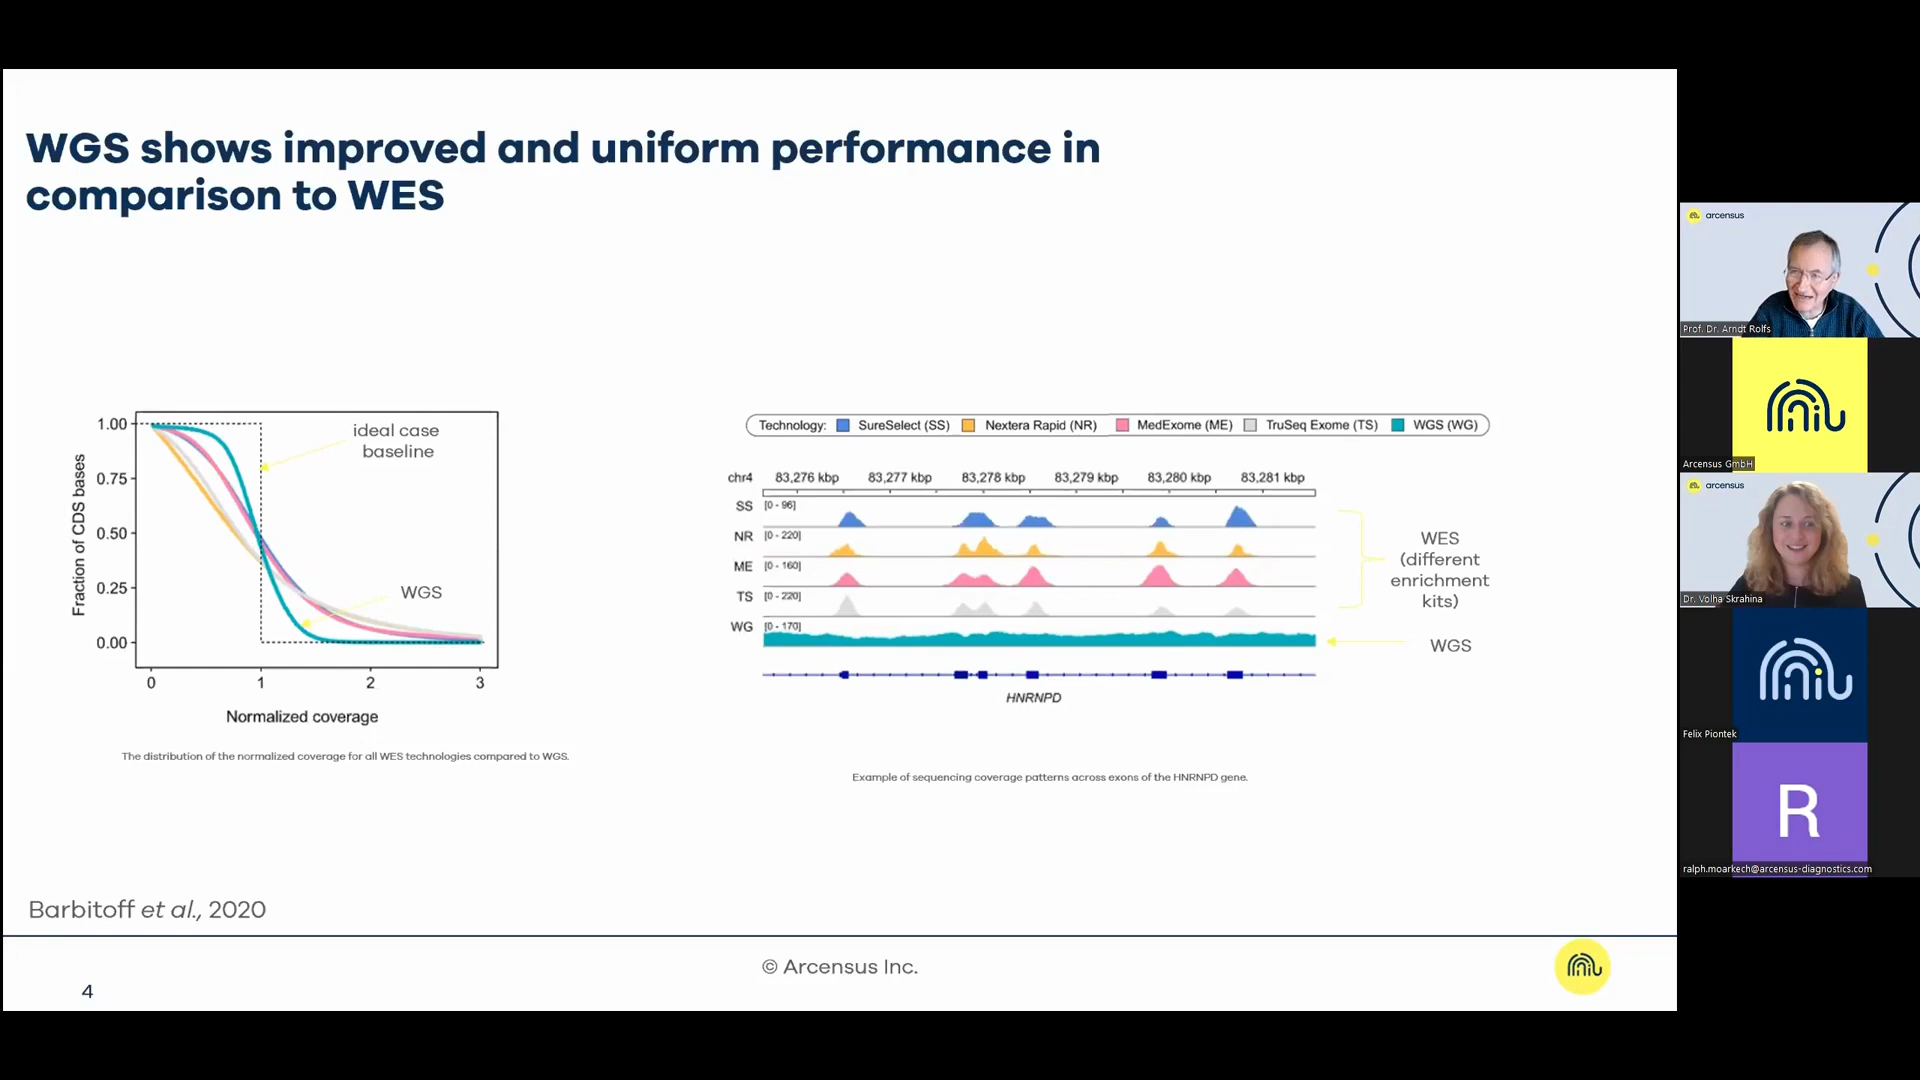 WGS shows improved and uniform performance in
comparison to WES
1.00
0.75
0.50
0.25
0.00
Fraction of CDS bases
ideal case
baseline
WGS
0 1 2 3
Normalized coverage
The distribution of the normalized coverage for all WES technologies compared to WGS.
Technology: SureSelect (SS) Nextera Rapid (NR) MedExome (ME) TruSeq Exome (TS) WGS (WG)
chr4 83,276 kbp 83,277 kbp 83,278 kbp 83,279 kbp 83,280 kbp 83,281 kbp
SS [0 - 96]
NR [0 - 220]
ME [0 - 160]
TS [0 - 220]
WG [0 - 170]
HNRNPD
WES
(different
enrichment
kits)
WGS
Example of sequencing coverage patterns across exons of the HNRNPD gene.
Barbitoff et al., 2020
© Arcensus Inc.
4
arcensus
Prof. Dr. Arndt Rolfs
Arcensus GmbH
arcensus
Dr. Volha Skrahina
Felix Piontek
R
ralph.moarkech@arcensus-diagnostics.com